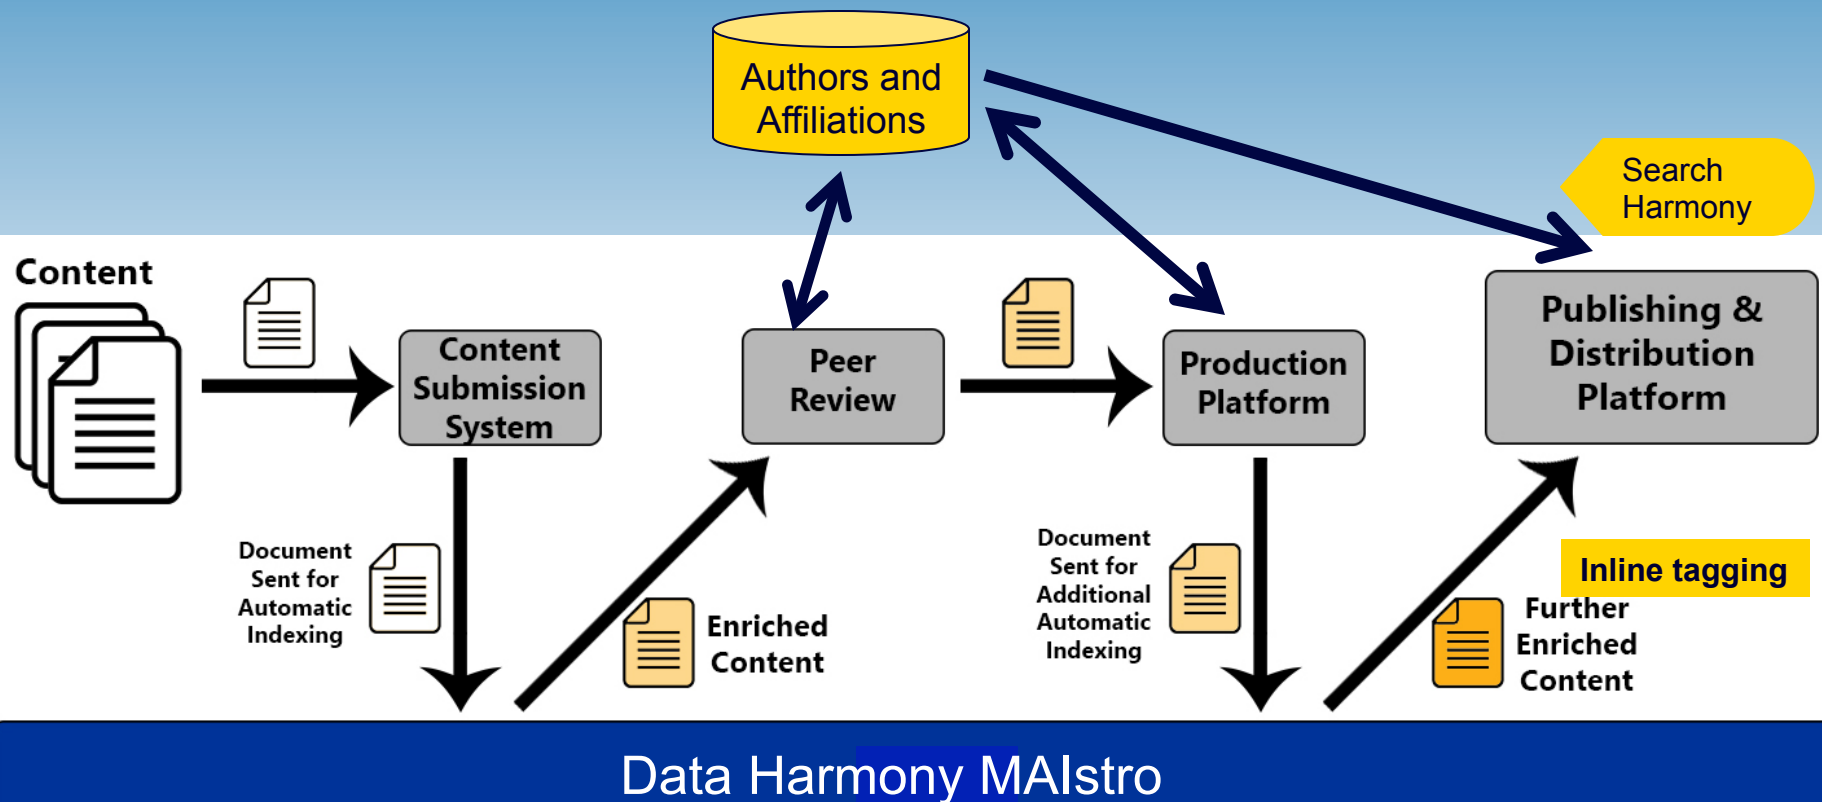 Authors and
Affiliations
Search
Harmony
Content
Content
Submission
System
Peer
Review
Production
Platform
Publishing &
Distribution
Platform
Document
Sent for
Automatic
Indexing
Enriched
Content
Document
Sent for
Additional
Automatic
Indexing
Inline tagging
Further
Enriched
Content
Data Harmony MAIstro